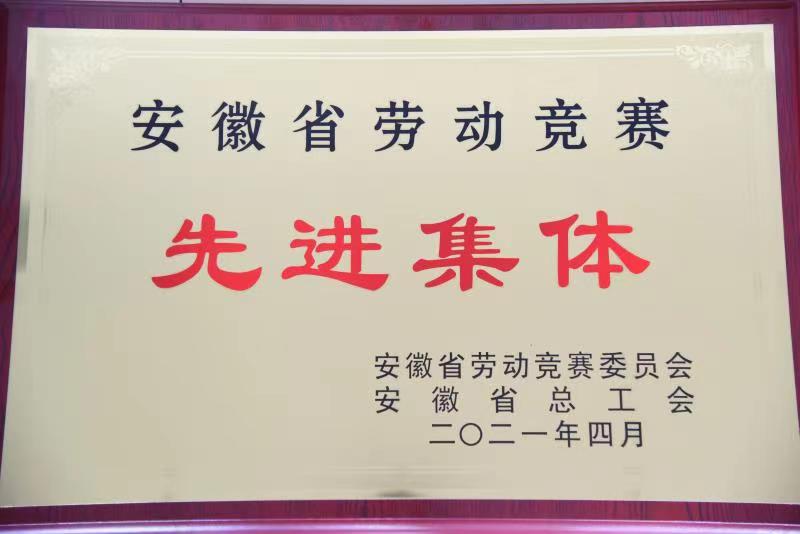 安徽省劳动竞赛
先进集体
安徽省劳动竞赛委员会
安徽省总工会
二〇二一年四月